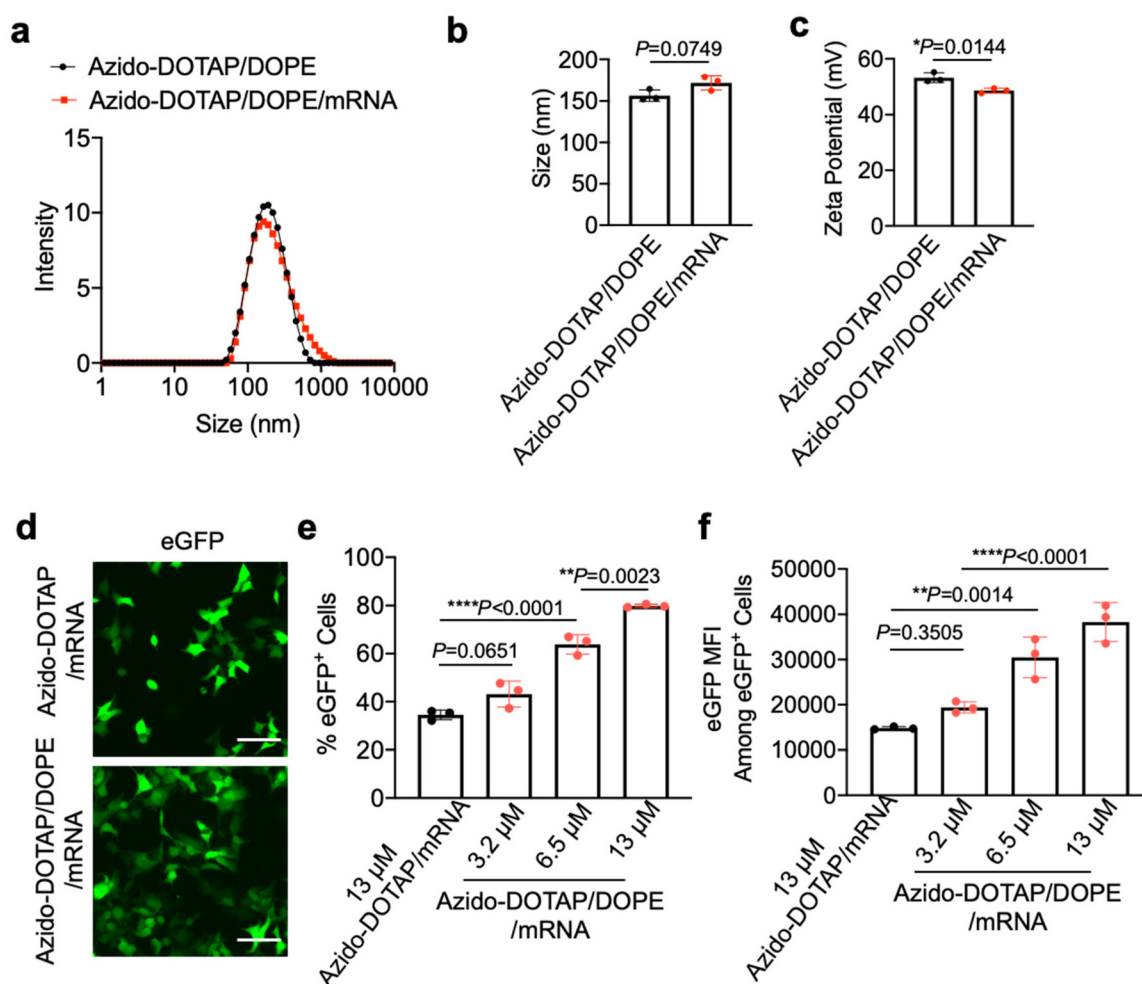 a
Azido-DOTAP/DOPE
Azido-DOTAP/DOPE/mRNA
15
10
5
0
Intensity
1
10
100
1000
10000
Size (nm)
b
P=0.0749
200
150
100
50
0
Size (nm)
Azido-DOTAP/DOPE
Azido-DOTAP/DOPE/mRNA
c
*P=0.0144
60
40
20
0
Zeta Potential (mV)
Azido-DOTAP/DOPE
Azido-DOTAP/DOPE/mRNA
d
eGFP
Azido-DOTAP
/mRNA
Azido-DOTAP/DOPE
/mRNA
e
100
80
60
40
20
0
% eGFP⁺ Cells
**P=0.0023
****P<0.0001
P=0.0651
13 µM
Azido-DOTAP/mRNA
3.2 µM
6.5 µM
13 µM
Azido-DOTAP/DOPE
/mRNA
f
50000
40000
30000
20000
10000
0
eGFP MFI
Among eGFP⁺ Cells
****P<0.0001
**P=0.0014
P=0.3505
13 µM
Azido-DOTAP/mRNA
3.2 µM
6.5 µM
13 µM
Azido-DOTAP/DOPE
/mRNA